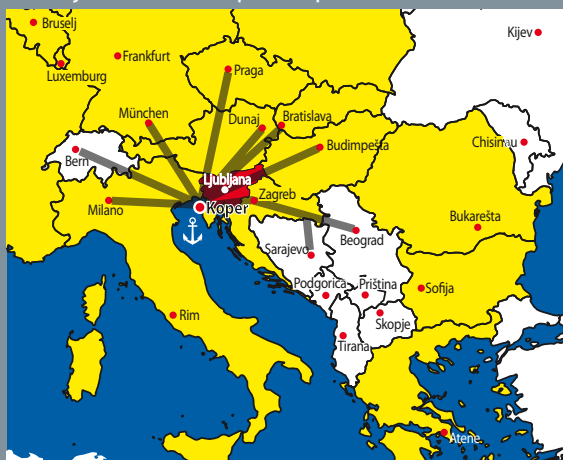 Bruselj
Kijev
Frankfurt
Luxemburg
Praga
München
Dunaj
Bratislava
Chisinau
Budimpešta
Bern
Ljubljana
Zagreb
Milano
Koper
Bukarešta
Beograd
Sarajevo
Podgorica
Priština
Sofija
Rim
Skopje
Tirana
Atene